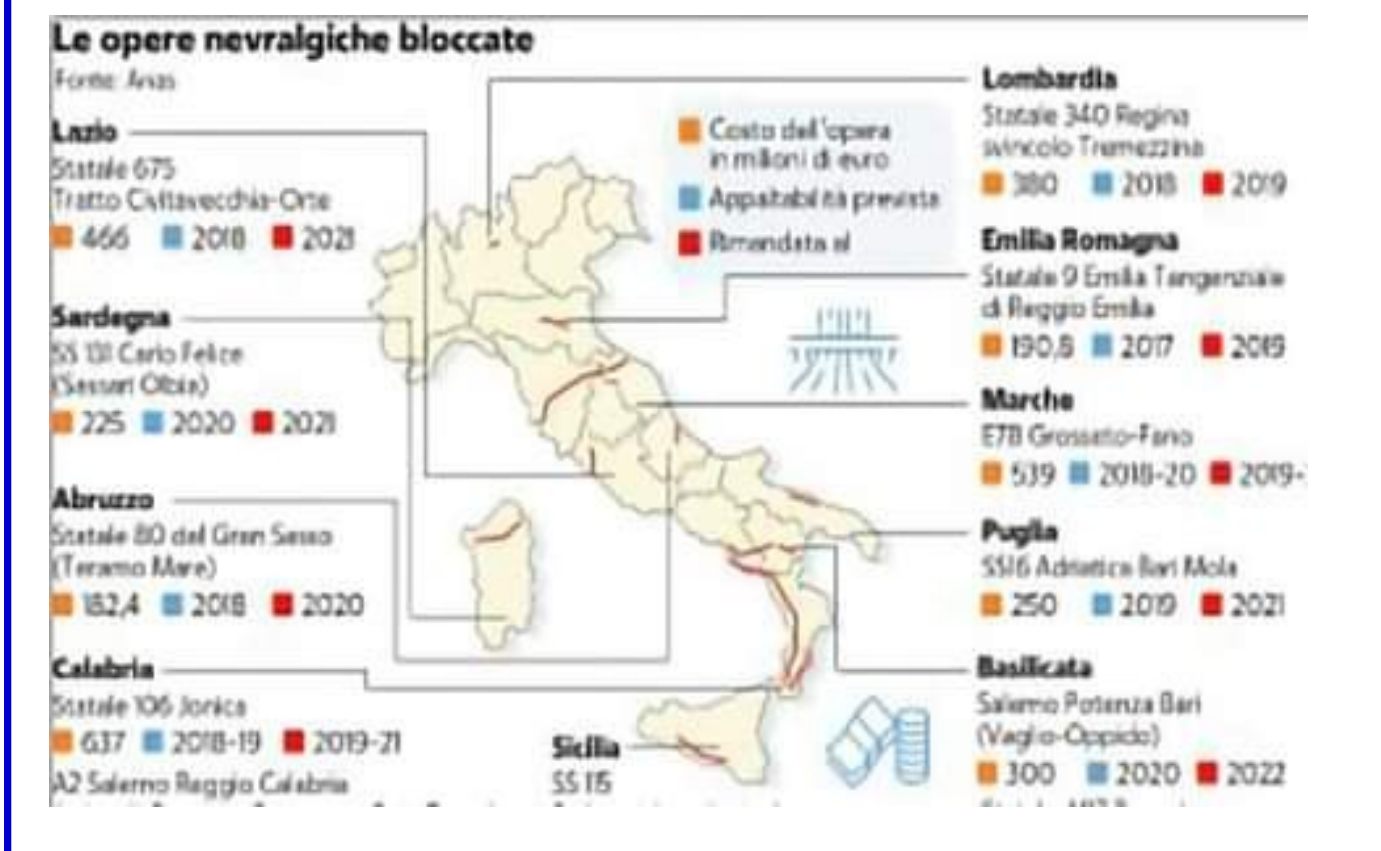 Le opere nevralgiche bloccate
Fonte: Anas
Lazio
Statale 675
Tratto Civitavecchia-Orte
466 2018 2021
Sardegna
SS 131 Carlo Felice
(Sassari Olbia)
225 2020 2021
Abruzzo
Statale 80 del Gran Sasso
(Teramo Mare)
182,4 2018 2020
Calabria
Statale 106 Jonica
637 2018-19 2019-21
A2 Salerno Reggio Calabria
Costo dell'opera
in milioni di euro
Appaltabilità prevista
Rimandata al
Sicilia
SS 115
Lombardia
Statale 340 Regina
svincolo Tremezzina
380 2018 2019
Emilia Romagna
Statale 9 Emilia Tangenziale
di Reggio Emilia
190,8 2017 2019
Marche
E78 Grosseto-Fano
539 2018-20 2019-
Puglia
SS16 Adriatica Bari Mola
250 2019 2021
Basilicata
Salerno Potenza Bari
(Vaglio-Oppido)
300 2020 2022